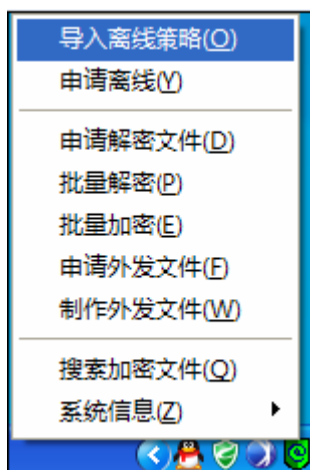 导入离线策略(O)
申请离线(Y)
申请解密文件(D)
批量解密(P)
批量加密(E)
申请外发文件(F)
制作外发文件(W)
搜索加密文件(Q)
系统信息(Z)